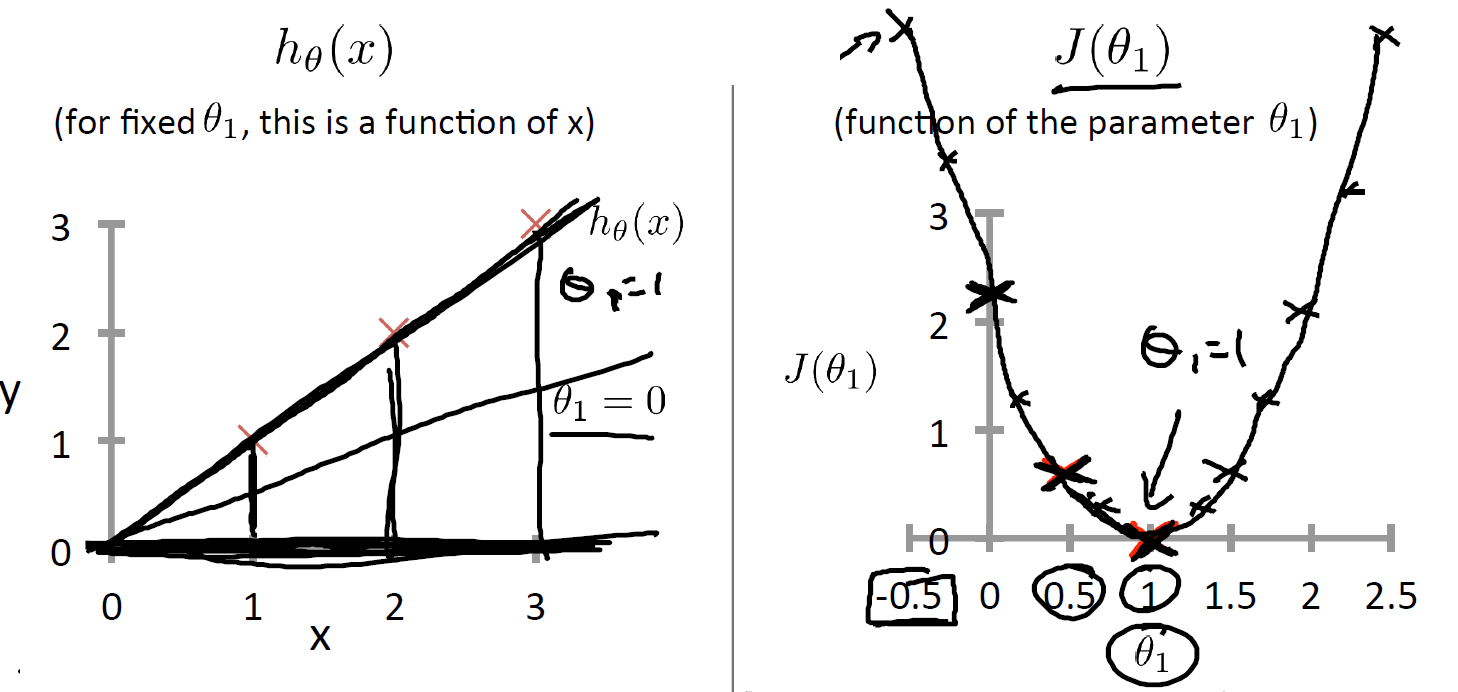 hθ(x)
(for fixed θ₁, this is a function of x)
3
2
1
0
y
0 1 2 3
x
hθ(x)
θ₁=1
θ₁ = 0
J(θ₁)
(function of the parameter θ₁)
3
2
1
0
J(θ₁)
θ₁=1
-0.5 0 0.5 1 1.5 2 2.5
θ₁